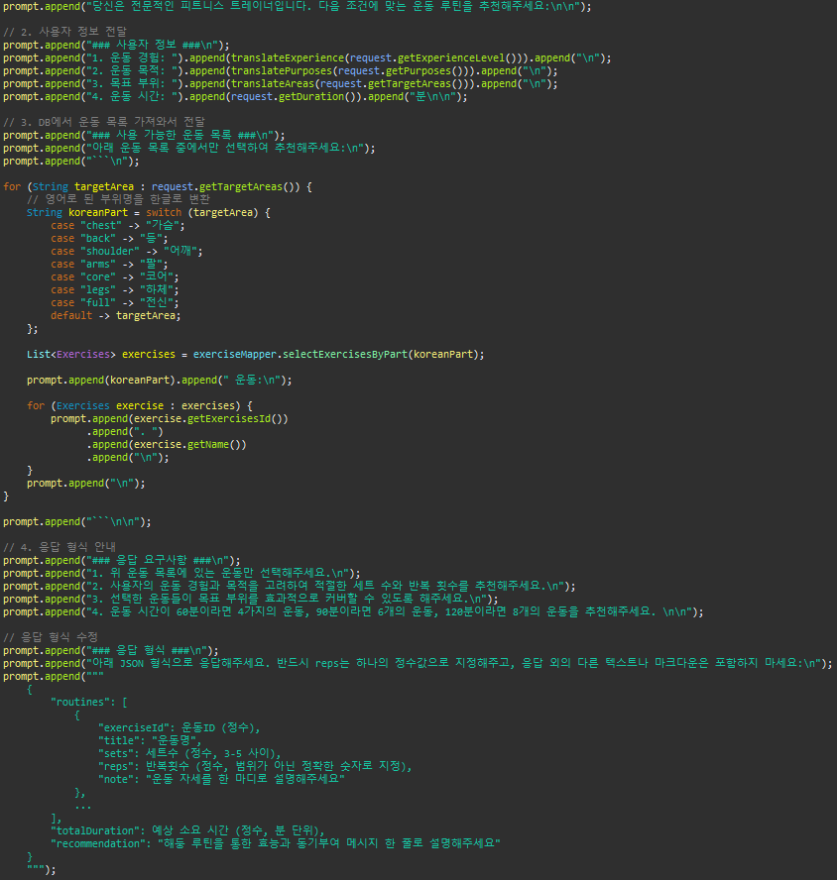 prompt.append("당신은 전문적인 피트니스 트레이너입니다. 다음 조건에 맞는 운동 루틴을 추천해주세요:\n\n");
// 2. 사용자 정보 전달
prompt.append("### 사용자 정보 ###\n");
prompt.append("1. 운동 경험: ").append(translateExperience(request.getExperienceLevel())).append("\n");
prompt.append("2. 운동 목적: ").append(translatePurposes(request.getPurposes())).append("\n");
prompt.append("3. 목표 부위: ").append(translateAreas(request.getTargetAreas())).append("\n");
prompt.append("4. 운동 시간: ").append(request.getDuration()).append("분\n\n");
// 3. DB에서 운동 목록 가져와서 전달
prompt.append("### 사용 가능한 운동 목록 ###\n");
prompt.append("아래 운동 목록 중에서만 선택하여 추천해주세요:\n");
prompt.append("```\n");
for (String targetArea : request.getTargetAreas()) {
// 영어로 된 부위명을 한글로 변환
String koreanPart = switch (targetArea) {
case "chest" -> "가슴";
case "back" -> "등";
case "shoulder" -> "어깨";
case "arms" -> "팔";
case "core" -> "코어";
case "legs" -> "하체";
case "full" -> "전신";
default -> targetArea;
};
List<Exercises> exercises = exerciseMapper.selectExercisesByPart(koreanPart);
prompt.append(koreanPart).append(" 운동:\n");
for (Exercises exercise : exercises) {
prompt.append(exercise.getExercisesId())
.append(". ")
.append(exercise.getName())
.append("\n");
}
prompt.append("\n");
}
prompt.append("```\n\n");
// 4. 응답 형식 안내
prompt.append("### 응답 요구사항 ###\n");
prompt.append("1. 위 운동 목록에 있는 운동만 선택해주세요.\n");
prompt.append("2. 사용자의 운동 경험과 목적을 고려하여 적절한 세트 수와 반복 횟수를 추천해주세요.\n");
prompt.append("3. 선택한 운동들이 목표 부위를 효과적으로 커버할 수 있도록 해주세요.\n");
prompt.append("4. 운동 시간이 60분이라면 4가지의 운동, 90분이라면 6개의 운동, 120분이라면 8개의 운동을 추천해주세요. \n\n");
// 응답 형식 수정
prompt.append("### 응답 형식 ###\n");
prompt.append("아래 JSON 형식으로 응답해주세요. 반드시 reps는 하나의 정수값으로 지정해주고, 응답 외의 다른 텍스트나 마크다운은 포함하지 마세요:\n");
prompt.append("""
{
"routines": [
{
"exerciseId": 운동ID (정수),
"title": "운동명",
"sets": 세트수 (정수, 3-5 사이),
"reps": 반복횟수 (정수, 범위가 아닌 정확한 숫자로 지정),
"note": "운동 자세를 한 마디로 설명해주세요"
},
...
],
"totalDuration": 예상 소요 시간 (정수, 분 단위),
"recommendation": "해당 루틴을 통한 효능과 동기부여 메시지 한 줄로 설명해주세요"
}
""");